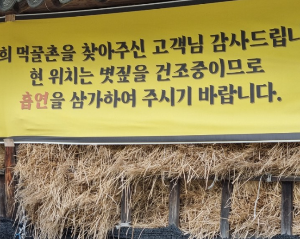 희 먹골촌을 찾아주신 고객님 감사드립니
현 위치는 볏짚을 건조중이므로
흡연을 삼가하여 주시기 바랍니다.